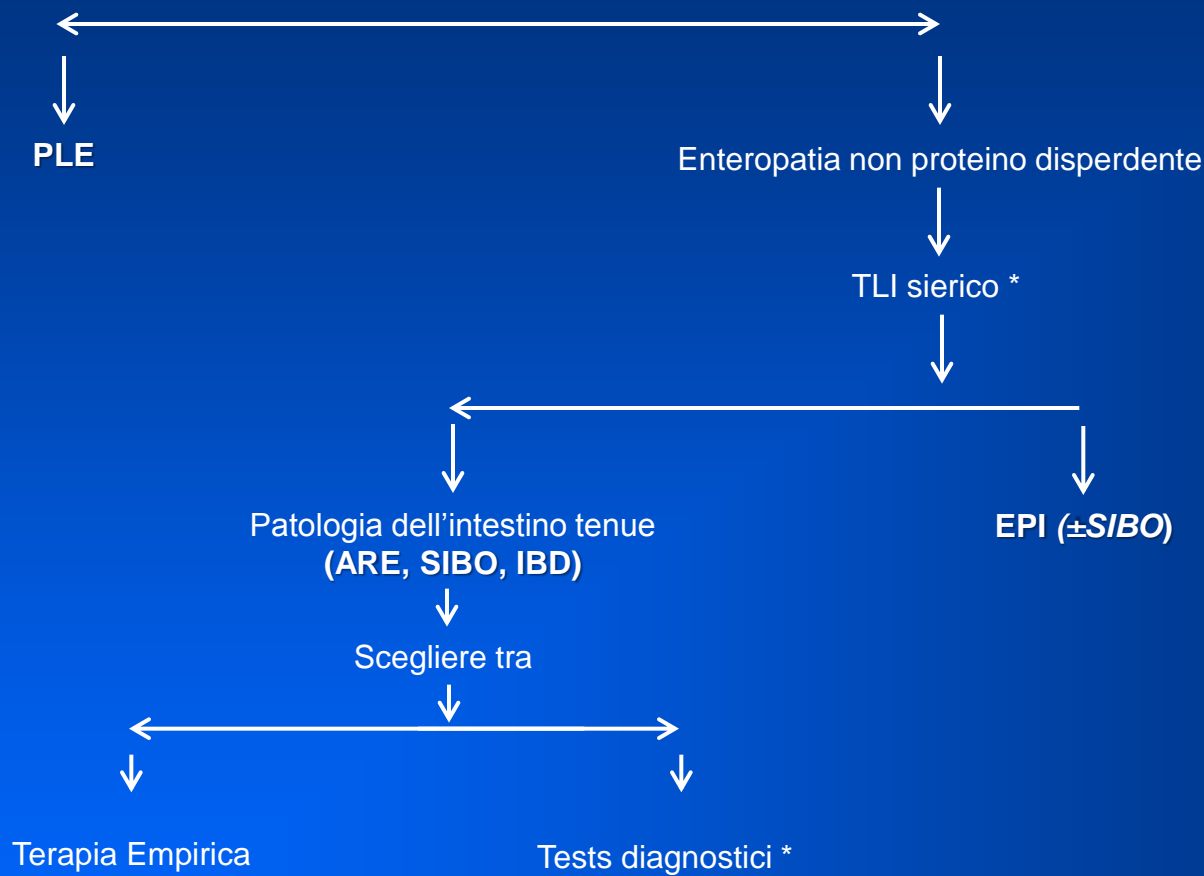 PLE
Enteropatia non proteino disperdente
TLI sierico *
Patologia dell'intestino tenue
(ARE, SIBO, IBD)
EPI (±SIBO)
Scegliere tra
Terapia Empirica
Tests diagnostici *